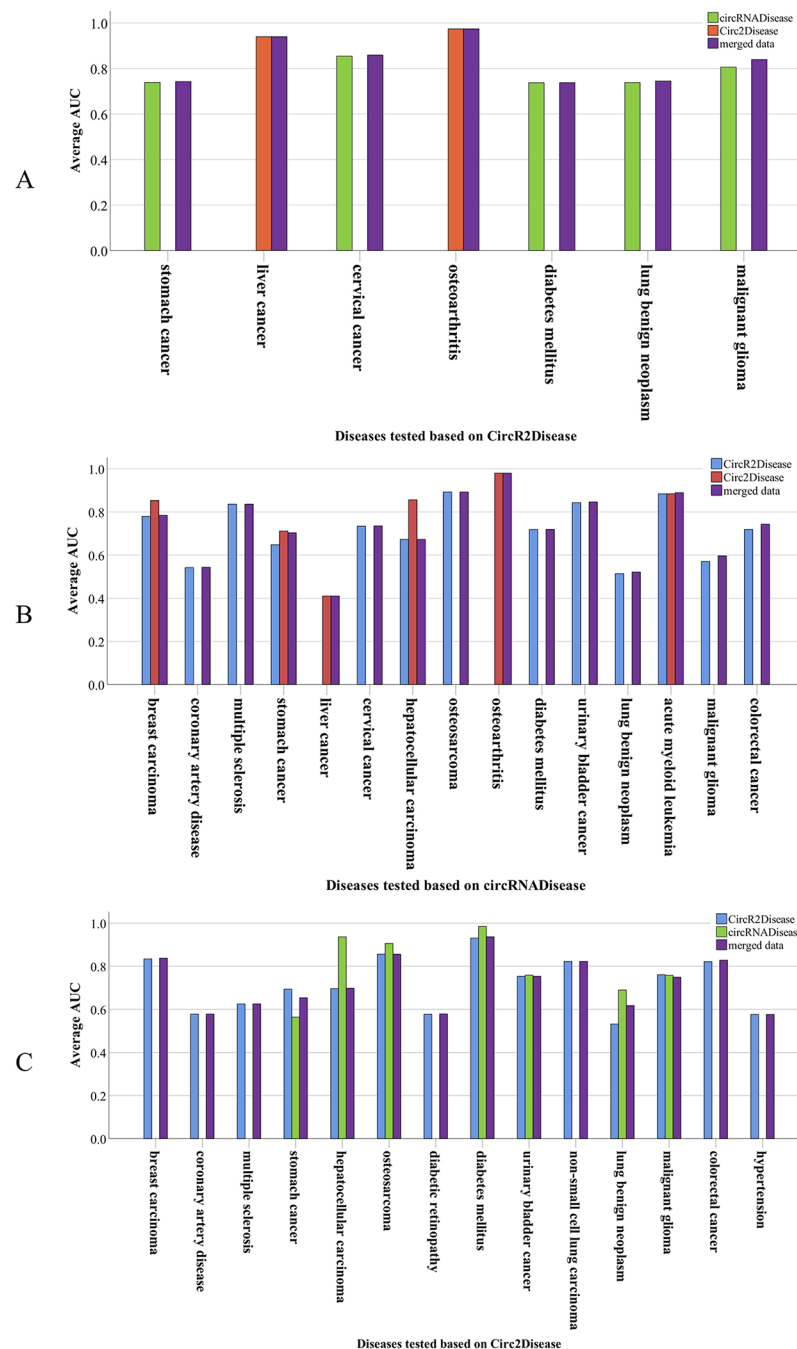 A
Average AUC
1.0
0.8
0.6
0.4
0.2
0.0
circRNADisease
Circ2Disease
merged data
stomach cancer
liver cancer
cervical cancer
osteoarthritis
diabetes mellitus
lung benign neoplasm
malignant glioma
Diseases tested based on CircR2Disease
B
Average AUC
1.0
0.8
0.6
0.4
0.2
0.0
CircR2Disease
Circ2Disease
merged data
breast carcinoma
coronary artery disease
multiple sclerosis
stomach cancer
liver cancer
cervical cancer
hepatocellular carcinoma
osteosarcoma
osteoarthritis
diabetes mellitus
urinary bladder cancer
lung benign neoplasm
acute myeloid leukemia
malignant glioma
colorectal cancer
Diseases tested based on circRNADisease
C
Average AUC
1.0
0.8
0.6
0.4
0.2
0.0
CircR2Disease
circRNADiseas
merged data
breast carcinoma
coronary artery disease
multiple sclerosis
stomach cancer
hepatocellular carcinoma
osteosarcoma
diabetic retinopathy
diabetes mellitus
urinary bladder cancer
non-small cell lung carcinoma
lung benign neoplasm
malignant glioma
colorectal cancer
hypertension
Diseases tested based on Circ2Disease